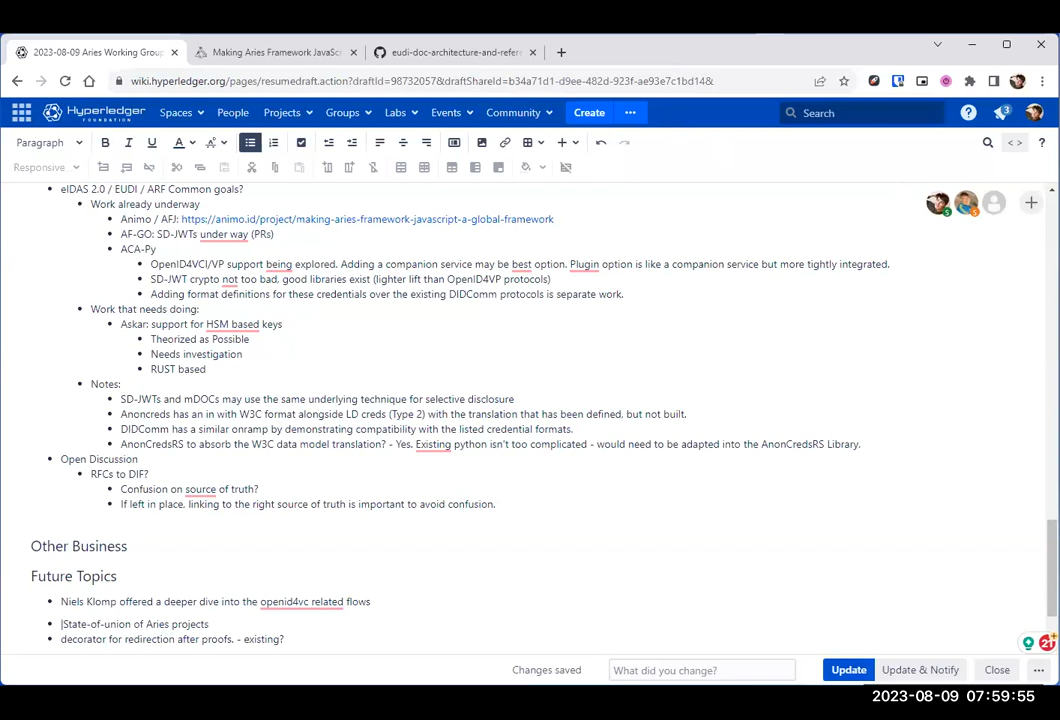 2023-08-09 Aries Working Group
Making Aries Framework JavaScr
eudi-doc-architecture-and-refere
wiki.hyperledger.org/pages/resumedraft.action?draftId=98732057&draftShareId=b34a71d1-d9ee-482d-923f-ae93e7c1bd14&
Hyperledger
FOUNDATION
Spaces
People
Projects
Groups
Labs
Events
Community
Create
Search
3
Paragraph
B I U A
< >
?
Responsive
eIDAS 2.0 / EUDI / ARF Common goals?
Work already underway
Animo / AFJ: https://animo.id/project/making-aries-framework-javascript-a-global-framework
AF-GO: SD-JWTs under way (PRs)
ACA-Py
OpenID4VCI/VP support being explored. Adding a companion service may be best option. Plugin option is like a companion service but more tightly integrated.
SD-JWT crypto not too bad, good libraries exist (lighter lift than OpenID4VP protocols)
Adding format definitions for these credentials over the existing DIDComm protocols is separate work.
Work that needs doing:
Askar: support for HSM based keys
Theorized as Possible
Needs investigation
RUST based
Notes:
SD-JWTs and mDOCs may use the same underlying technique for selective disclosure
Anoncreds has an in with W3C format alongside LD creds (Type 2) with the translation that has been defined, but not built.
DIDComm has a similar onramp by demonstrating compatibility with the listed credential formats.
AnonCredsRS to absorb the W3C data model translation? - Yes. Existing python isn't too complicated - would need to be adapted into the AnonCredsRS Library.
Open Discussion
RFCs to DIF?
Confusion on source of truth?
If left in place, linking to the right source of truth is important to avoid confusion.
Other Business
Future Topics
Niels Klomp offered a deeper dive into the openid4vc related flows
State-of-union of Aries projects
decorator for redirection after proofs. - existing?
21
Changes saved
What did you change?
Update
Update & Notify
Close
2023-08-09 07:59:55